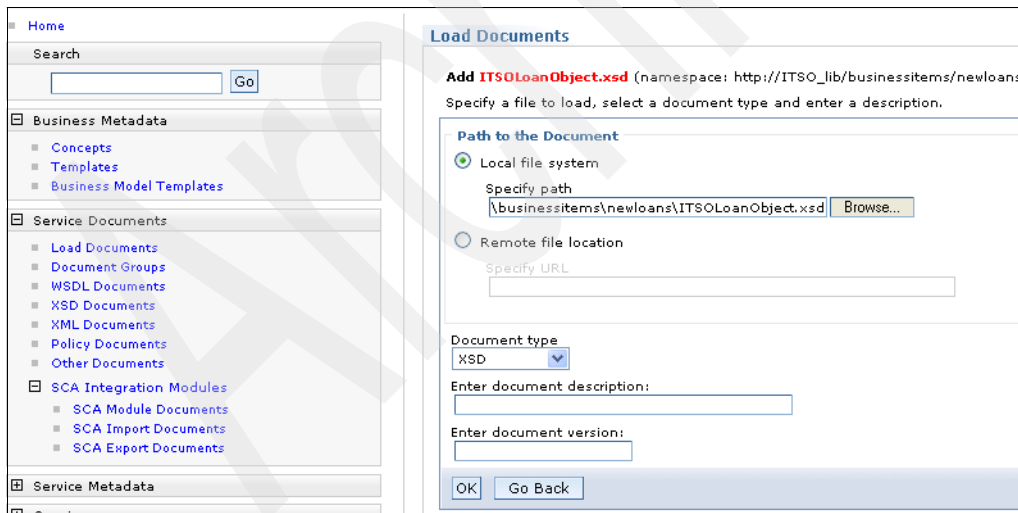 Home
Search
Go
Business Metadata
Concepts
Templates
Business Model Templates
Service Documents
Load Documents
Document Groups
WSDL Documents
XSD Documents
XML Documents
Policy Documents
Other Documents
SCA Integration Modules
SCA Module Documents
SCA Import Documents
SCA Export Documents
Service Metadata
Load Documents
Add ITSOLoanObject.xsd (namespace: http://ITSO_lib/businessitems/newloans
Specify a file to load, select a document type and enter a description.
Path to the Document
Local file system
Specify path
\businessitems\newloans\ITSOLoanObject.xsd Browse...
Remote file location
Specify URL
Document type
XSD
Enter document description:
Enter document version:
OK Go Back